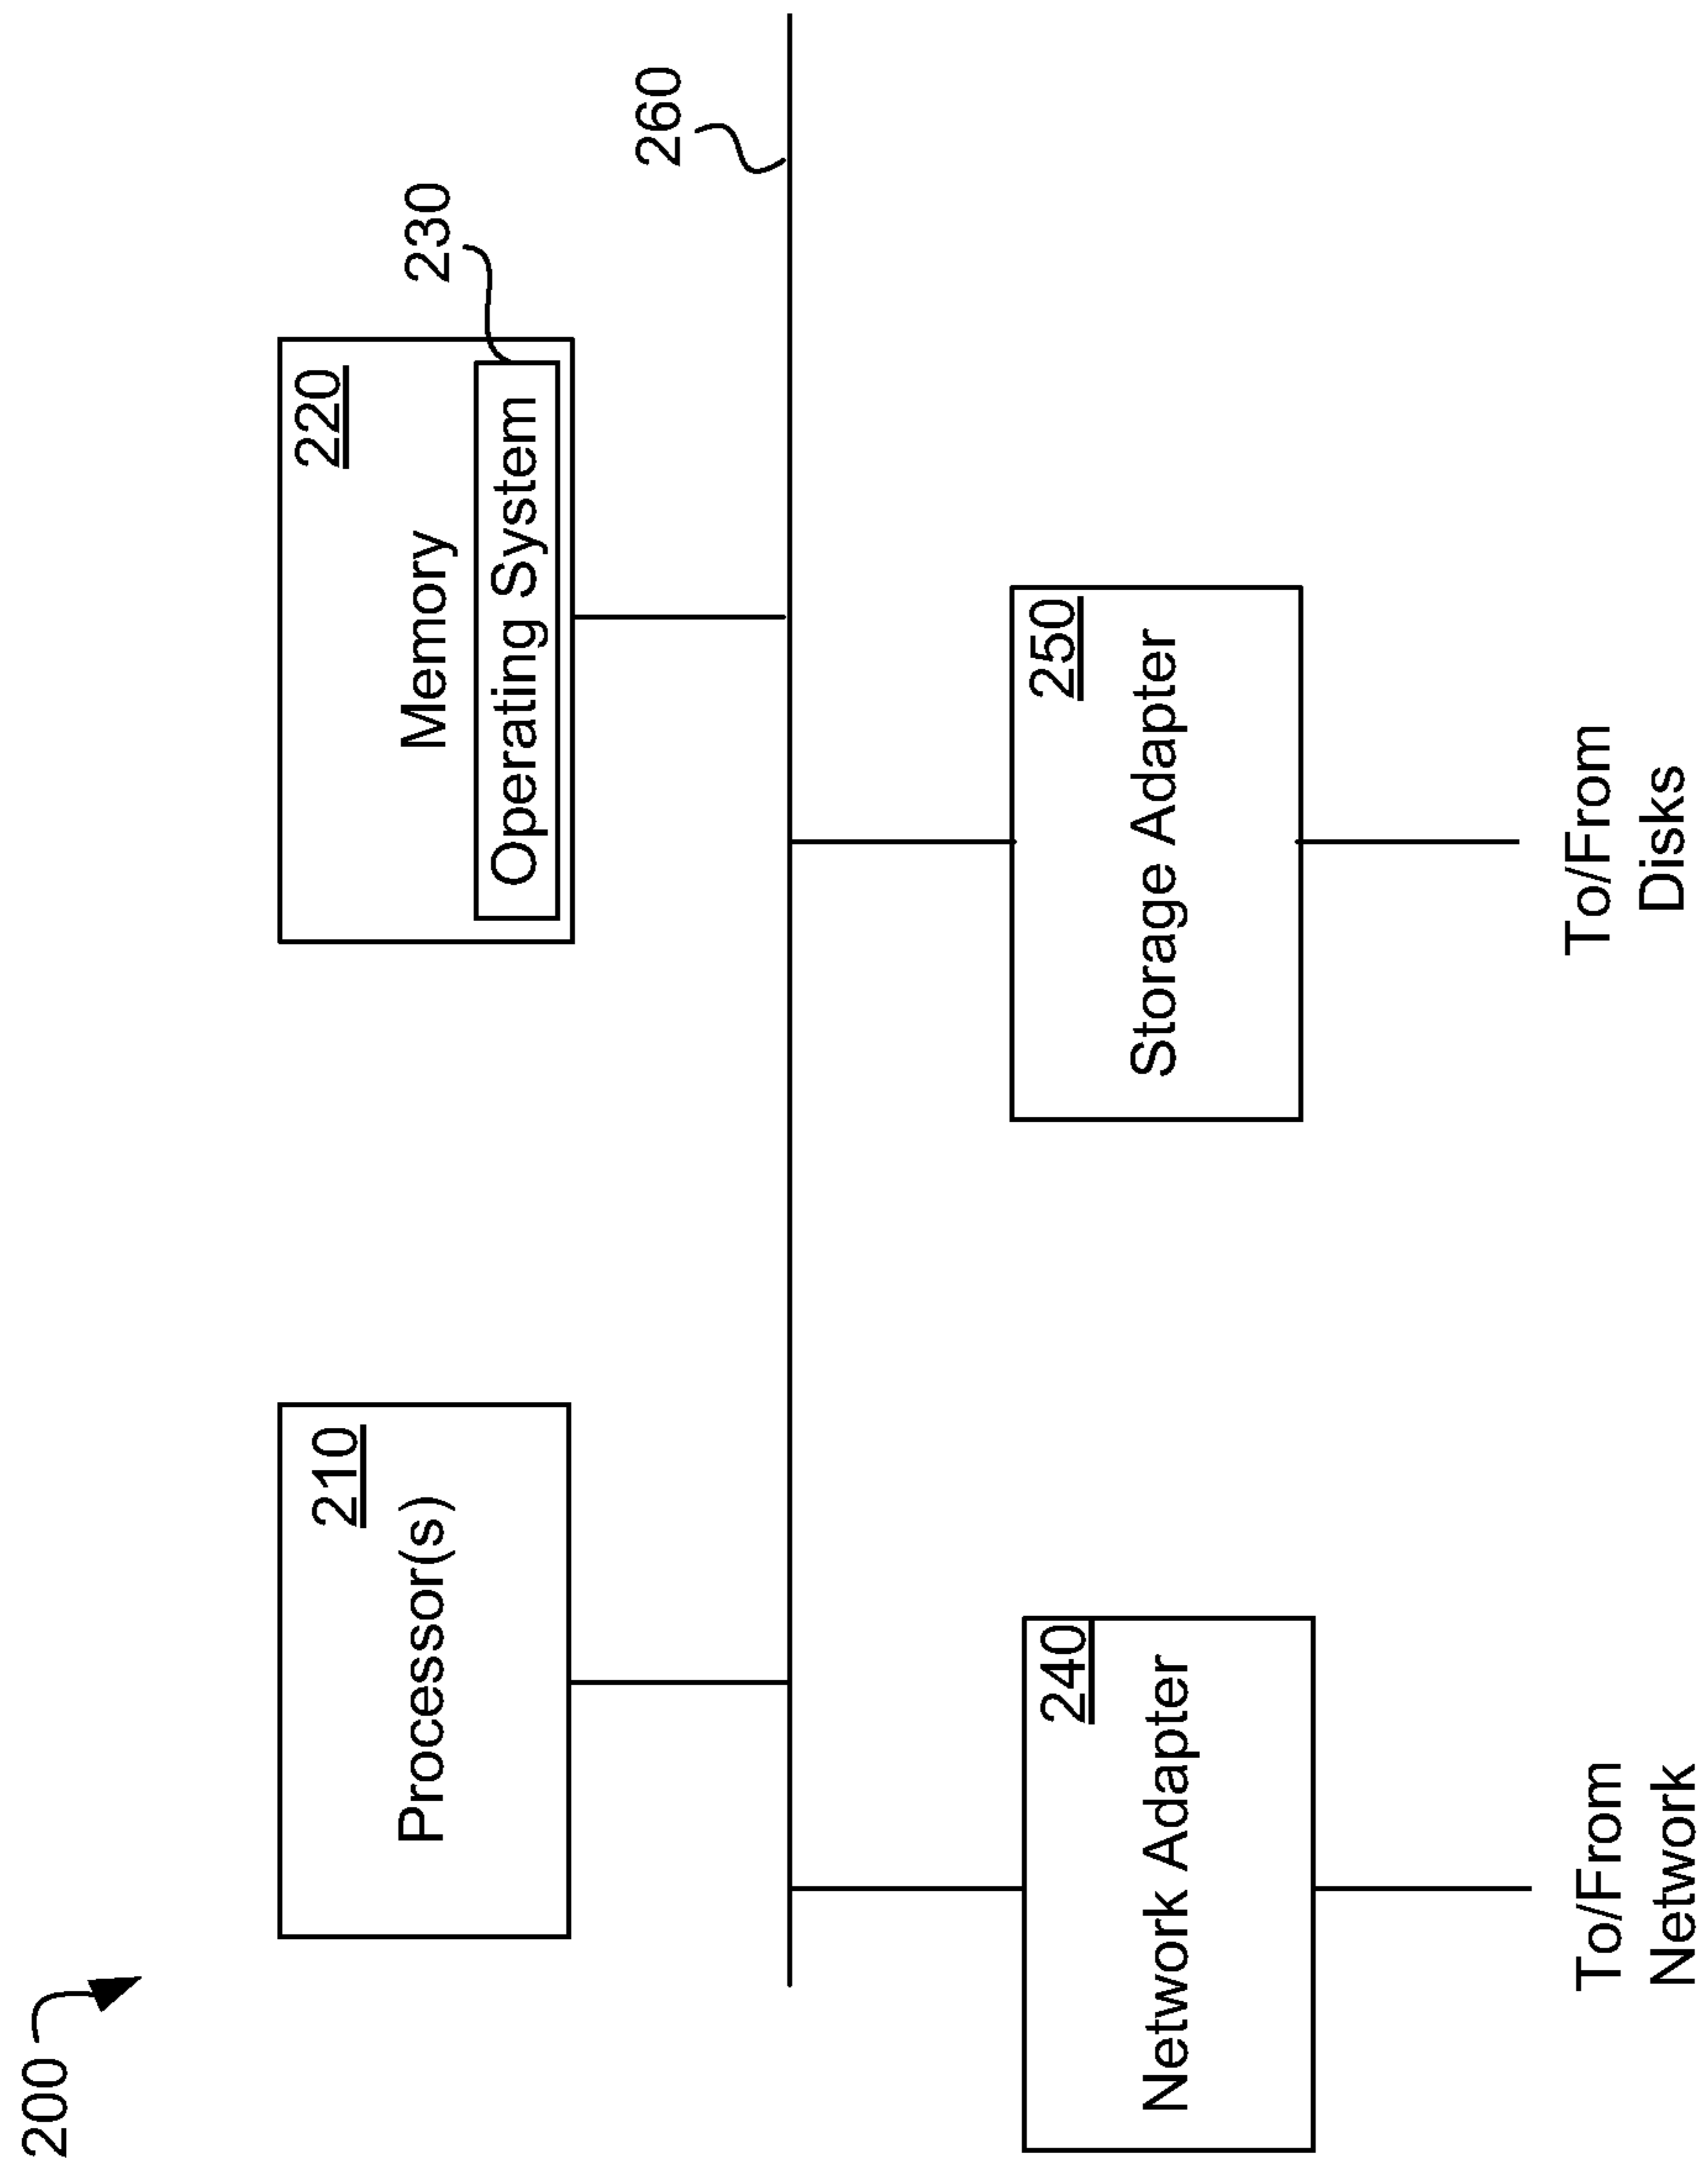 200
210
Processor(s)
220
Memory
Operating System
230
260
240
Network Adapter
250
Storage Adapter
To/From
Network
To/From
Disks